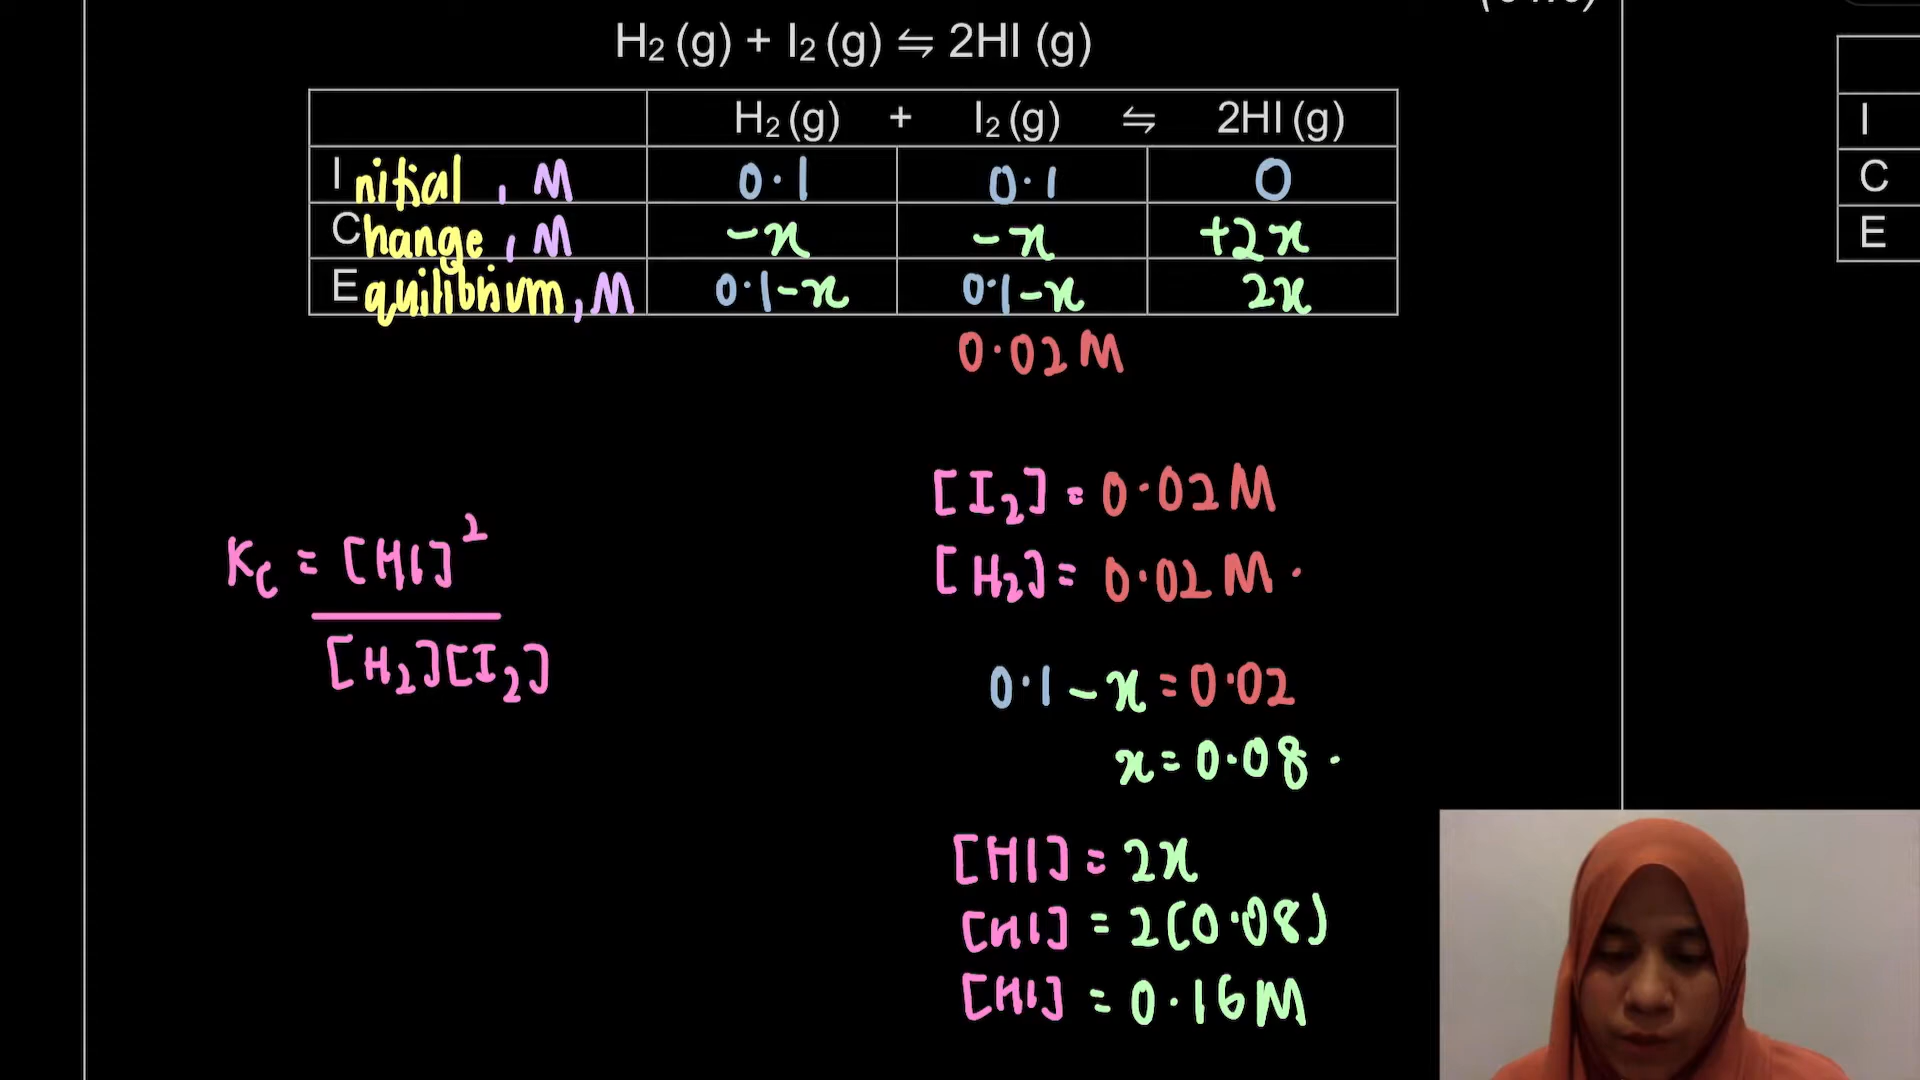 H₂ (g) + I₂ (g) ⇋ 2HI (g)
H₂ (g) + I₂ (g) ⇋ 2HI (g)
Initial, M 0.1 0.1 0
Change, M -x -x +2x
Equilibrium, M 0.1-x 0.1-x 2x
0.02 M
[I₂] = 0.02 M
[H₂] = 0.02 M.
Kc = [HI]²
[H₂][I₂]
0.1 - x = 0.02
x = 0.08.
[HI] = 2x
[HI] = 2(0.08)
[HI] = 0.16 M
I
C
E